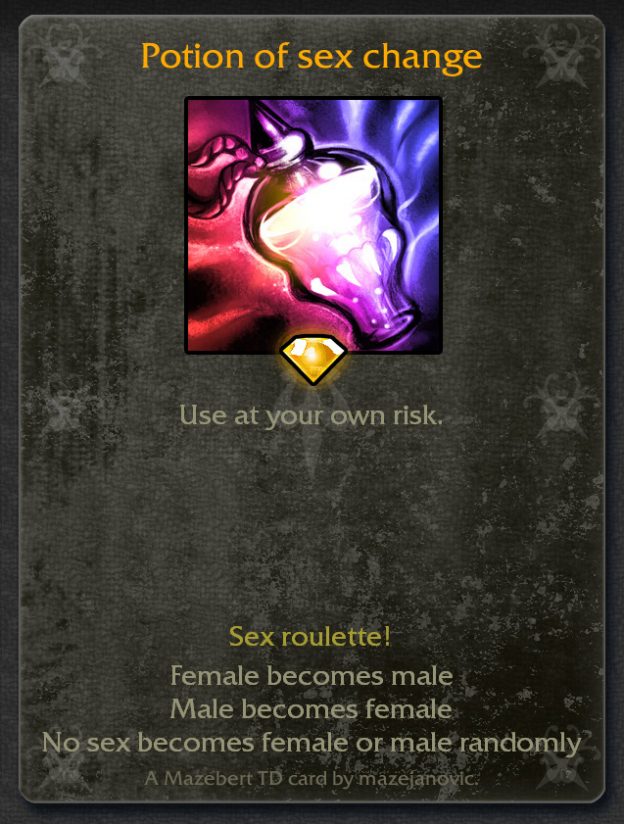 Potion of sex change
Use at your own risk.
Sex roulette!
Female becomes male
Male becomes female
No sex becomes female or male randomly
A Mazebert TD card by mazejanovic.